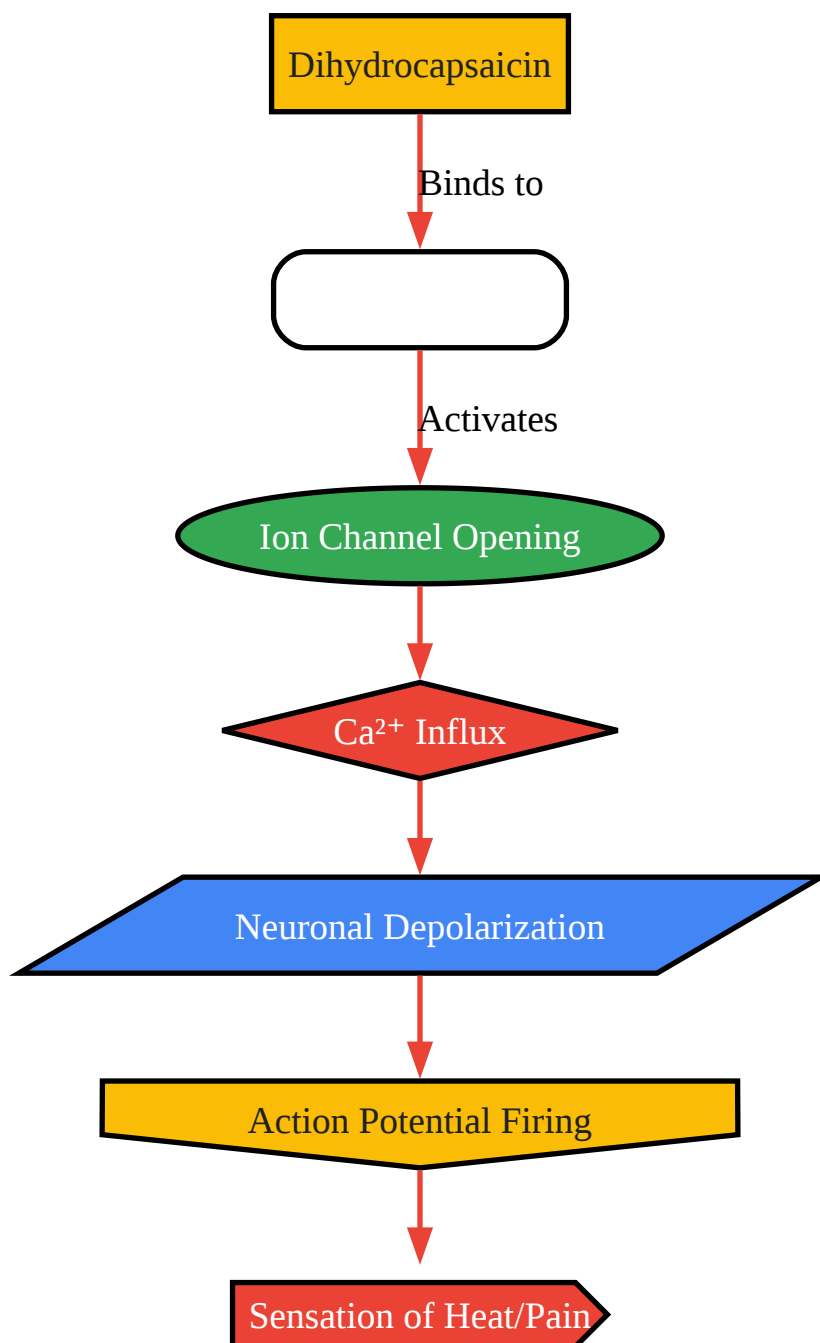 Dihydrocapsaicin
Binds to
Activates
Ion Channel Opening
Ca²⁺ Influx
Neuronal Depolarization
Action Potential Firing
Sensation of Heat/Pain